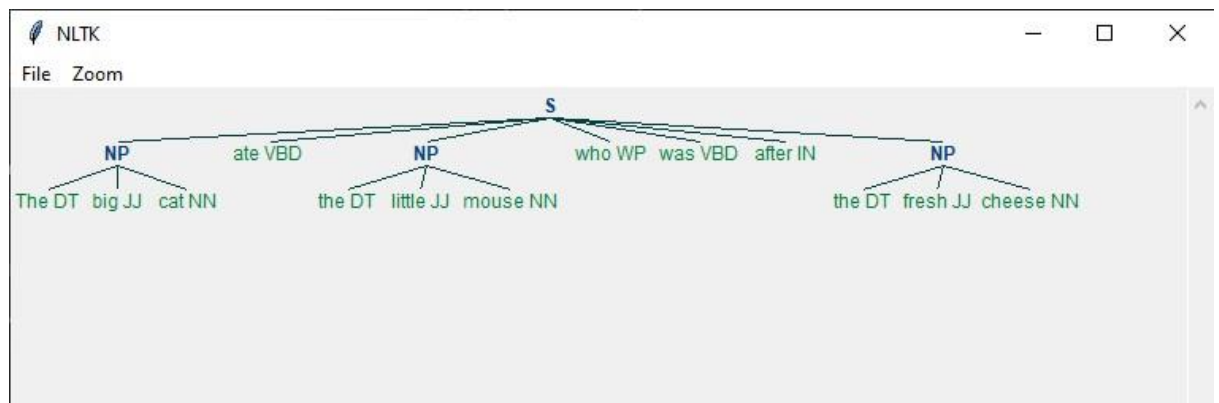 NLTK
File Zoom
S
NP ate VBD NP who WP was VBD after IN NP
The DT big JJ cat NN the DT little JJ mouse NN the DT fresh JJ cheese NN